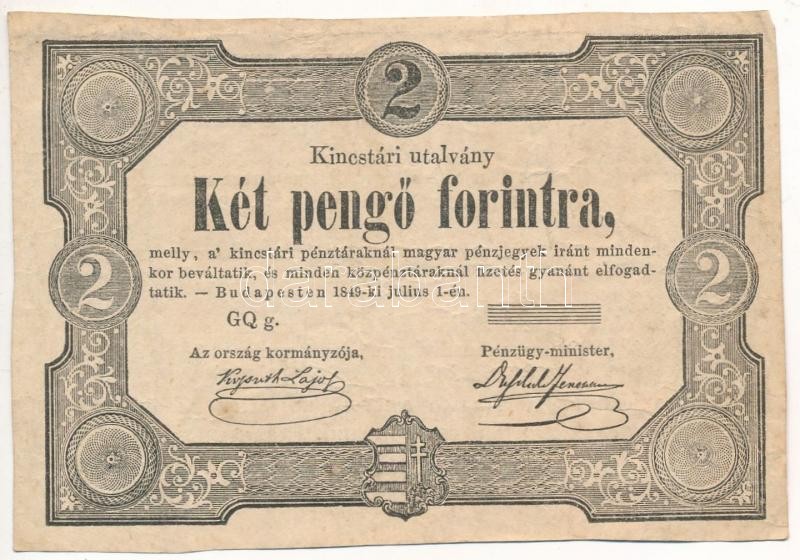 2
Kincstári utalvány
Két pengő forintra,
melly, a' kincstári pénztáraknál magyar pénzjegyek iránt minden-
kor beváltatik, és minden közpénztáraknál fizetés gyanánt elfogad-
tatik. — Budapesten 1849-ki julius 1-én.
2 2
GQ g.
Az ország kormányzója, Pénzügy-minister,
Kossuth Lajos
darabanth